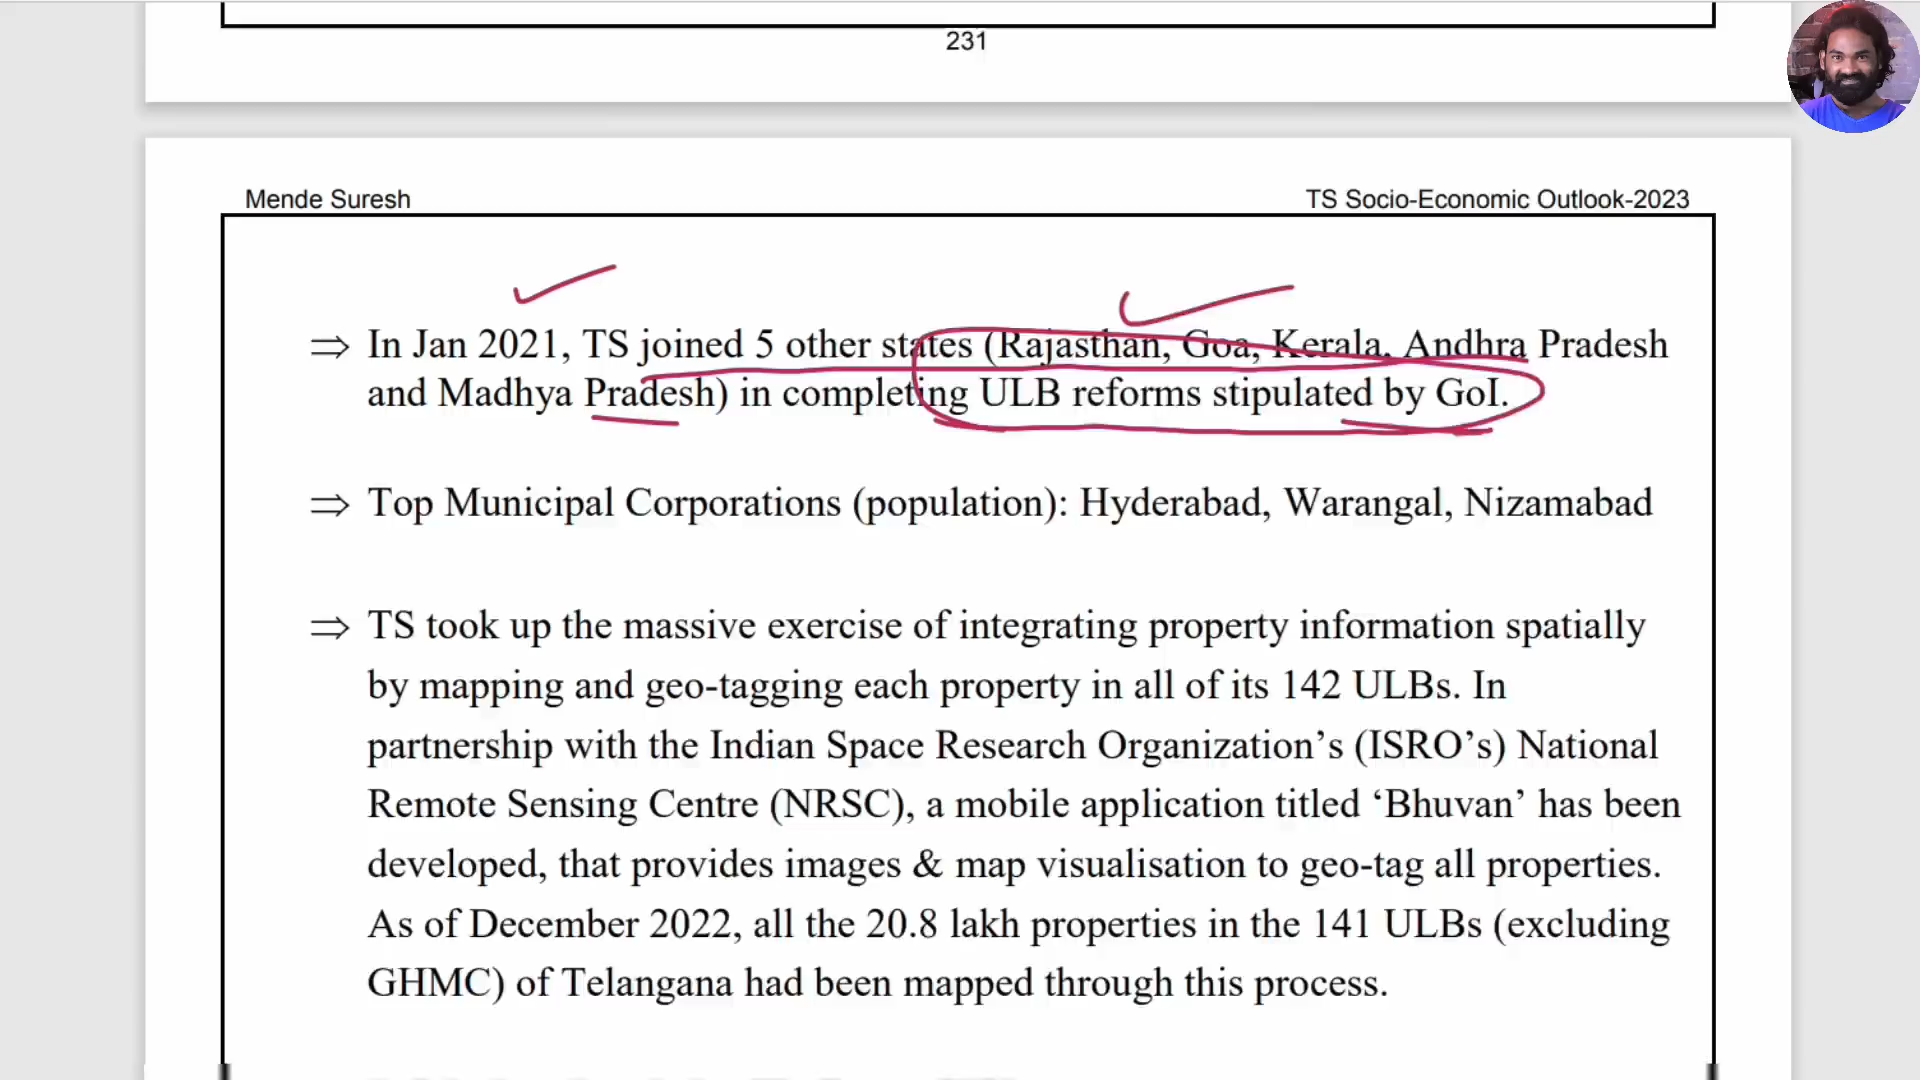 231
Mende Suresh
TS Socio-Economic Outlook-2023
⇒ In Jan 2021, TS joined 5 other states (Rajasthan, Goa, Kerala, Andhra Pradesh
and Madhya Pradesh) in completing ULB reforms stipulated by GoI.
⇒ Top Municipal Corporations (population): Hyderabad, Warangal, Nizamabad
⇒ TS took up the massive exercise of integrating property information spatially
by mapping and geo-tagging each property in all of its 142 ULBs. In
partnership with the Indian Space Research Organization’s (ISRO’s) National
Remote Sensing Centre (NRSC), a mobile application titled ‘Bhuvan’ has been
developed, that provides images & map visualisation to geo-tag all properties.
As of December 2022, all the 20.8 lakh properties in the 141 ULBs (excluding
GHMC) of Telangana had been mapped through this process.